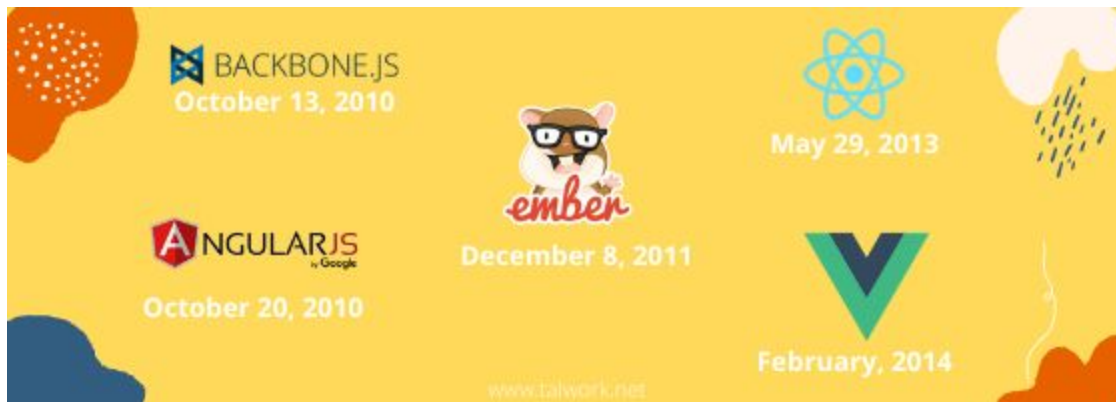 BACKBONE.JS
October 13, 2010
ANGULARJS
by Google
October 20, 2010
ember
December 8, 2011
May 29, 2013
February, 2014
www.talwork.net